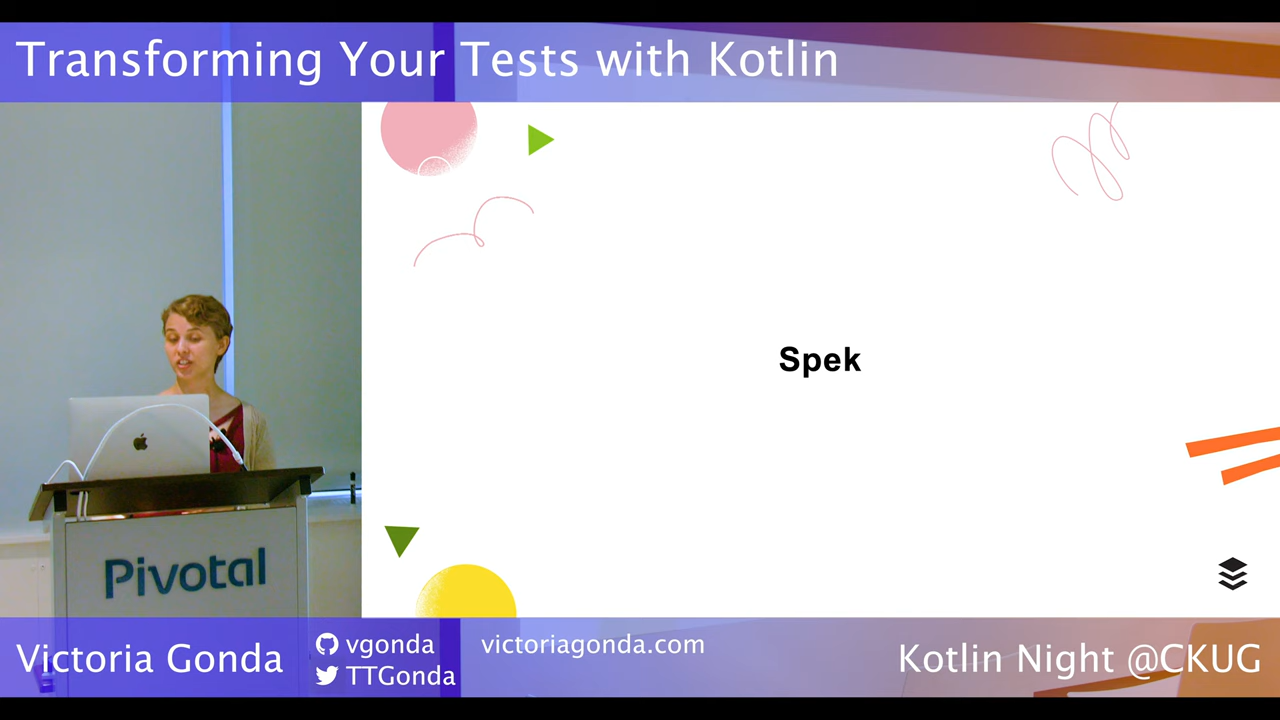 Transforming Your Tests with Kotlin
Spek
Pivotal
Victoria Gonda
vgonda
TTGonda
victoriagonda.com
Kotlin Night @CKUG